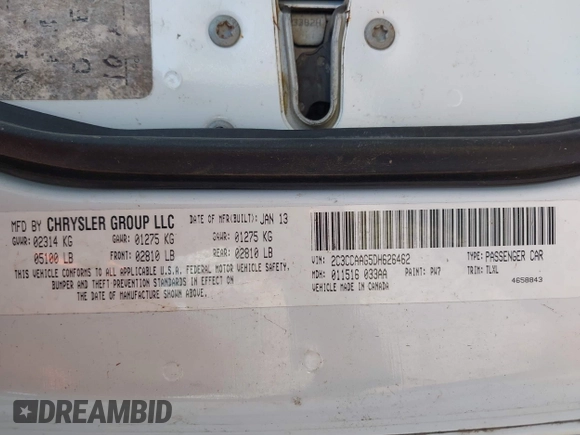 MFD BY CHRYSLER GROUP LLC
DATE OF MFR(BUILT): JAN 13
GVWR: 02314 KG
GAWR: 01275 KG
GAWR: 01275 KG
05100 LB
FRONT: 02810 LB
REAR: 02810 LB
THIS VEHICLE CONFORMS TO ALL APPLICABLE U.S.A. FEDERAL MOTOR VEHICLE SAFETY,
BUMPER AND THEFT PREVENTION STANDARDS IN EFFECT ON THE
DATE OF MANUFACTURE SHOWN ABOVE.
VIN: 2C3CCAAG5DH626462
TYPE: PASSENGER CAR
MDH: 011516 033AA
PAINT: PW7
TRIM: TLXL
VEHICLE MADE IN CANADA
4658843
DREAMBID